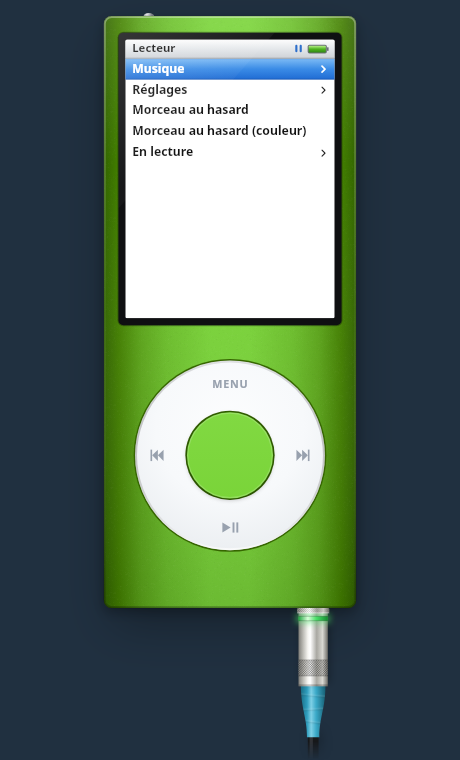 Lecteur
Musique
Réglages
Morceau au hasard
Morceau au hasard (couleur)
En lecture
MENU